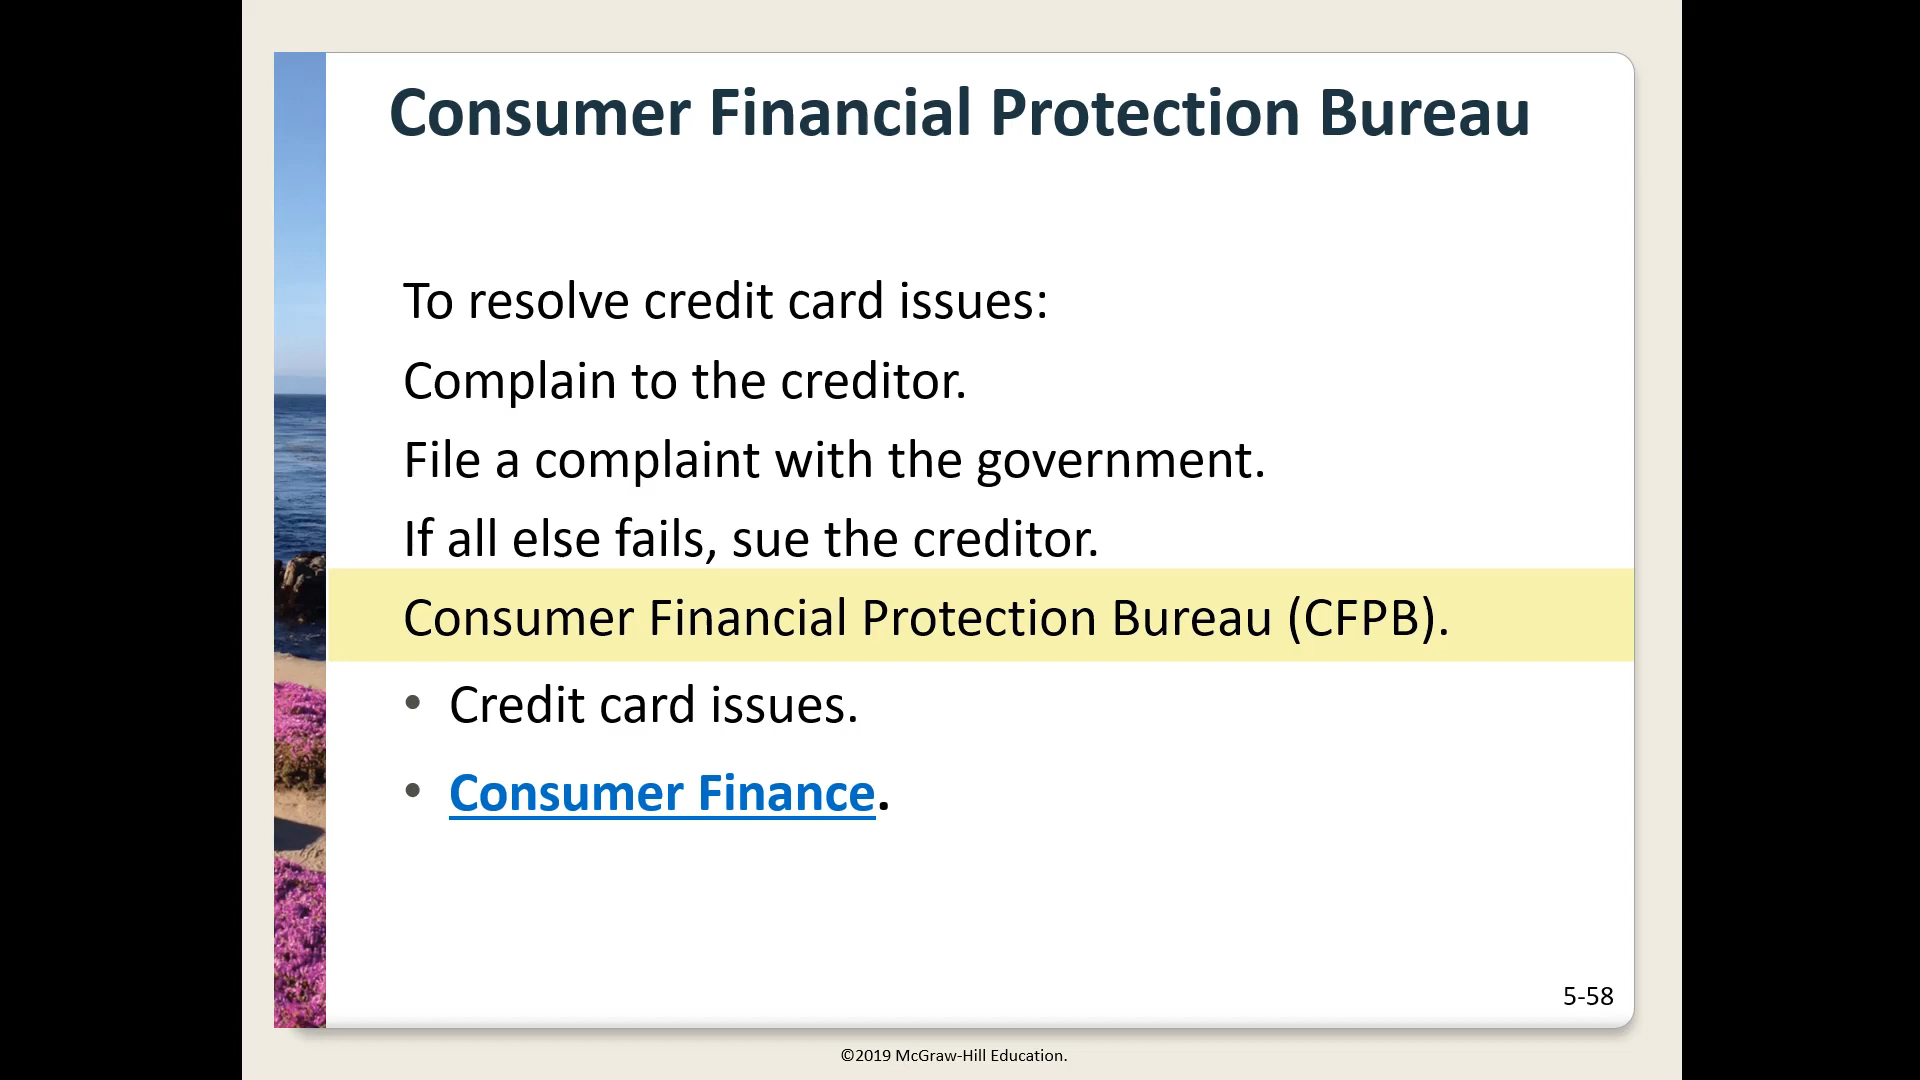 Consumer Financial Protection Bureau
To resolve credit card issues:
Complain to the creditor.
File a complaint with the government.
If all else fails, sue the creditor.
Consumer Financial Protection Bureau (CFPB).
• Credit card issues.
• Consumer Finance.
5-58
©2019 McGraw-Hill Education.